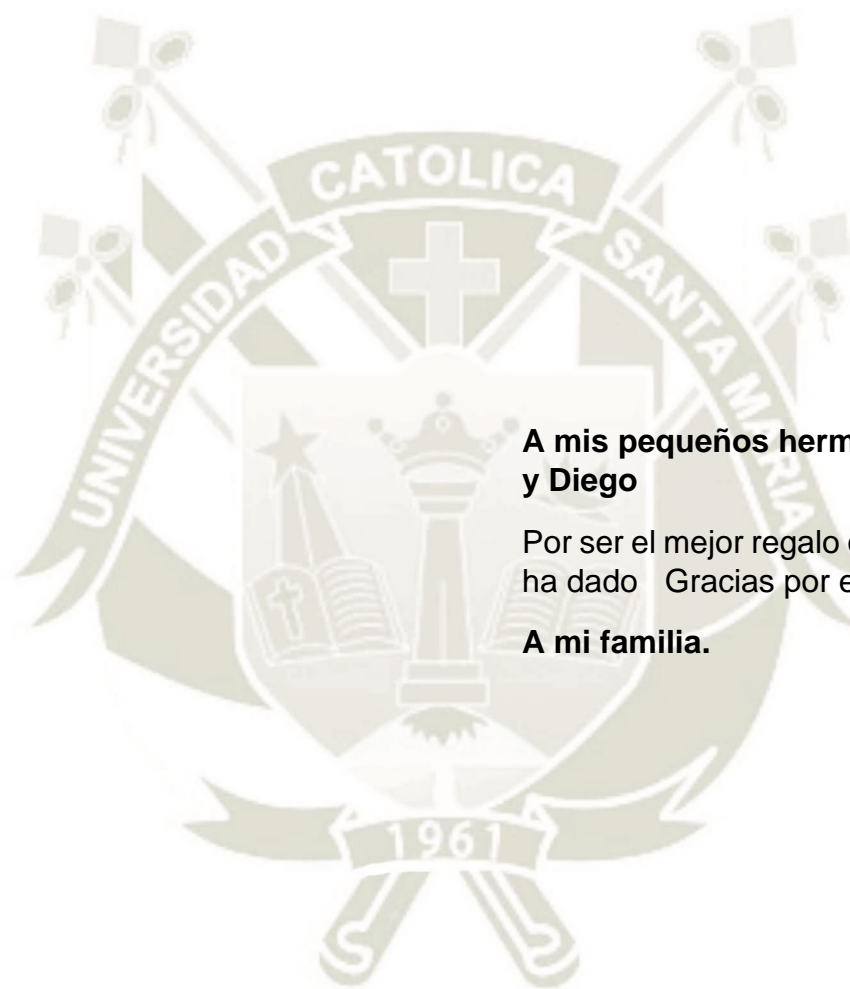 CATOLICA
UNIVERSIDAD
SANTA MARIA
A mis pequeños
y Diego
Por ser el mejor regalo
ha dado   Gracias por
A mi familia.
1961